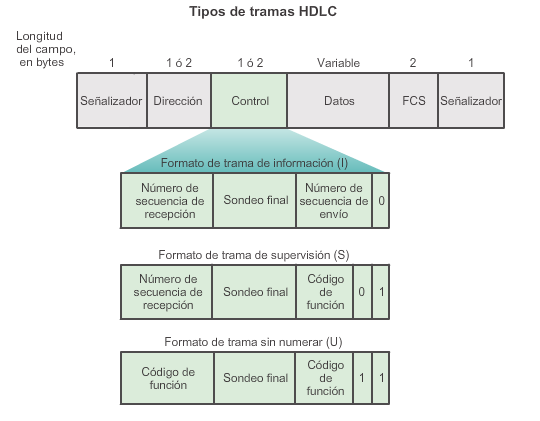 Tipos de tramas HDLC
Longitud
del campo,
en bytes
1 1 ó 2 1 ó 2 Variable 2 1
Señalizador Dirección Control Datos FCS Señalizador
Formato de trama de información (I)
Número de
secuencia de
recepción
Sondeo final
Número de
secuencia de
envío
0
Formato de trama de supervisión (S)
Número de
secuencia de
recepción
Sondeo final
Código
de
función
0 1
Formato de trama sin numerar (U)
Código de
función
Sondeo final
Código
de
función
1 1